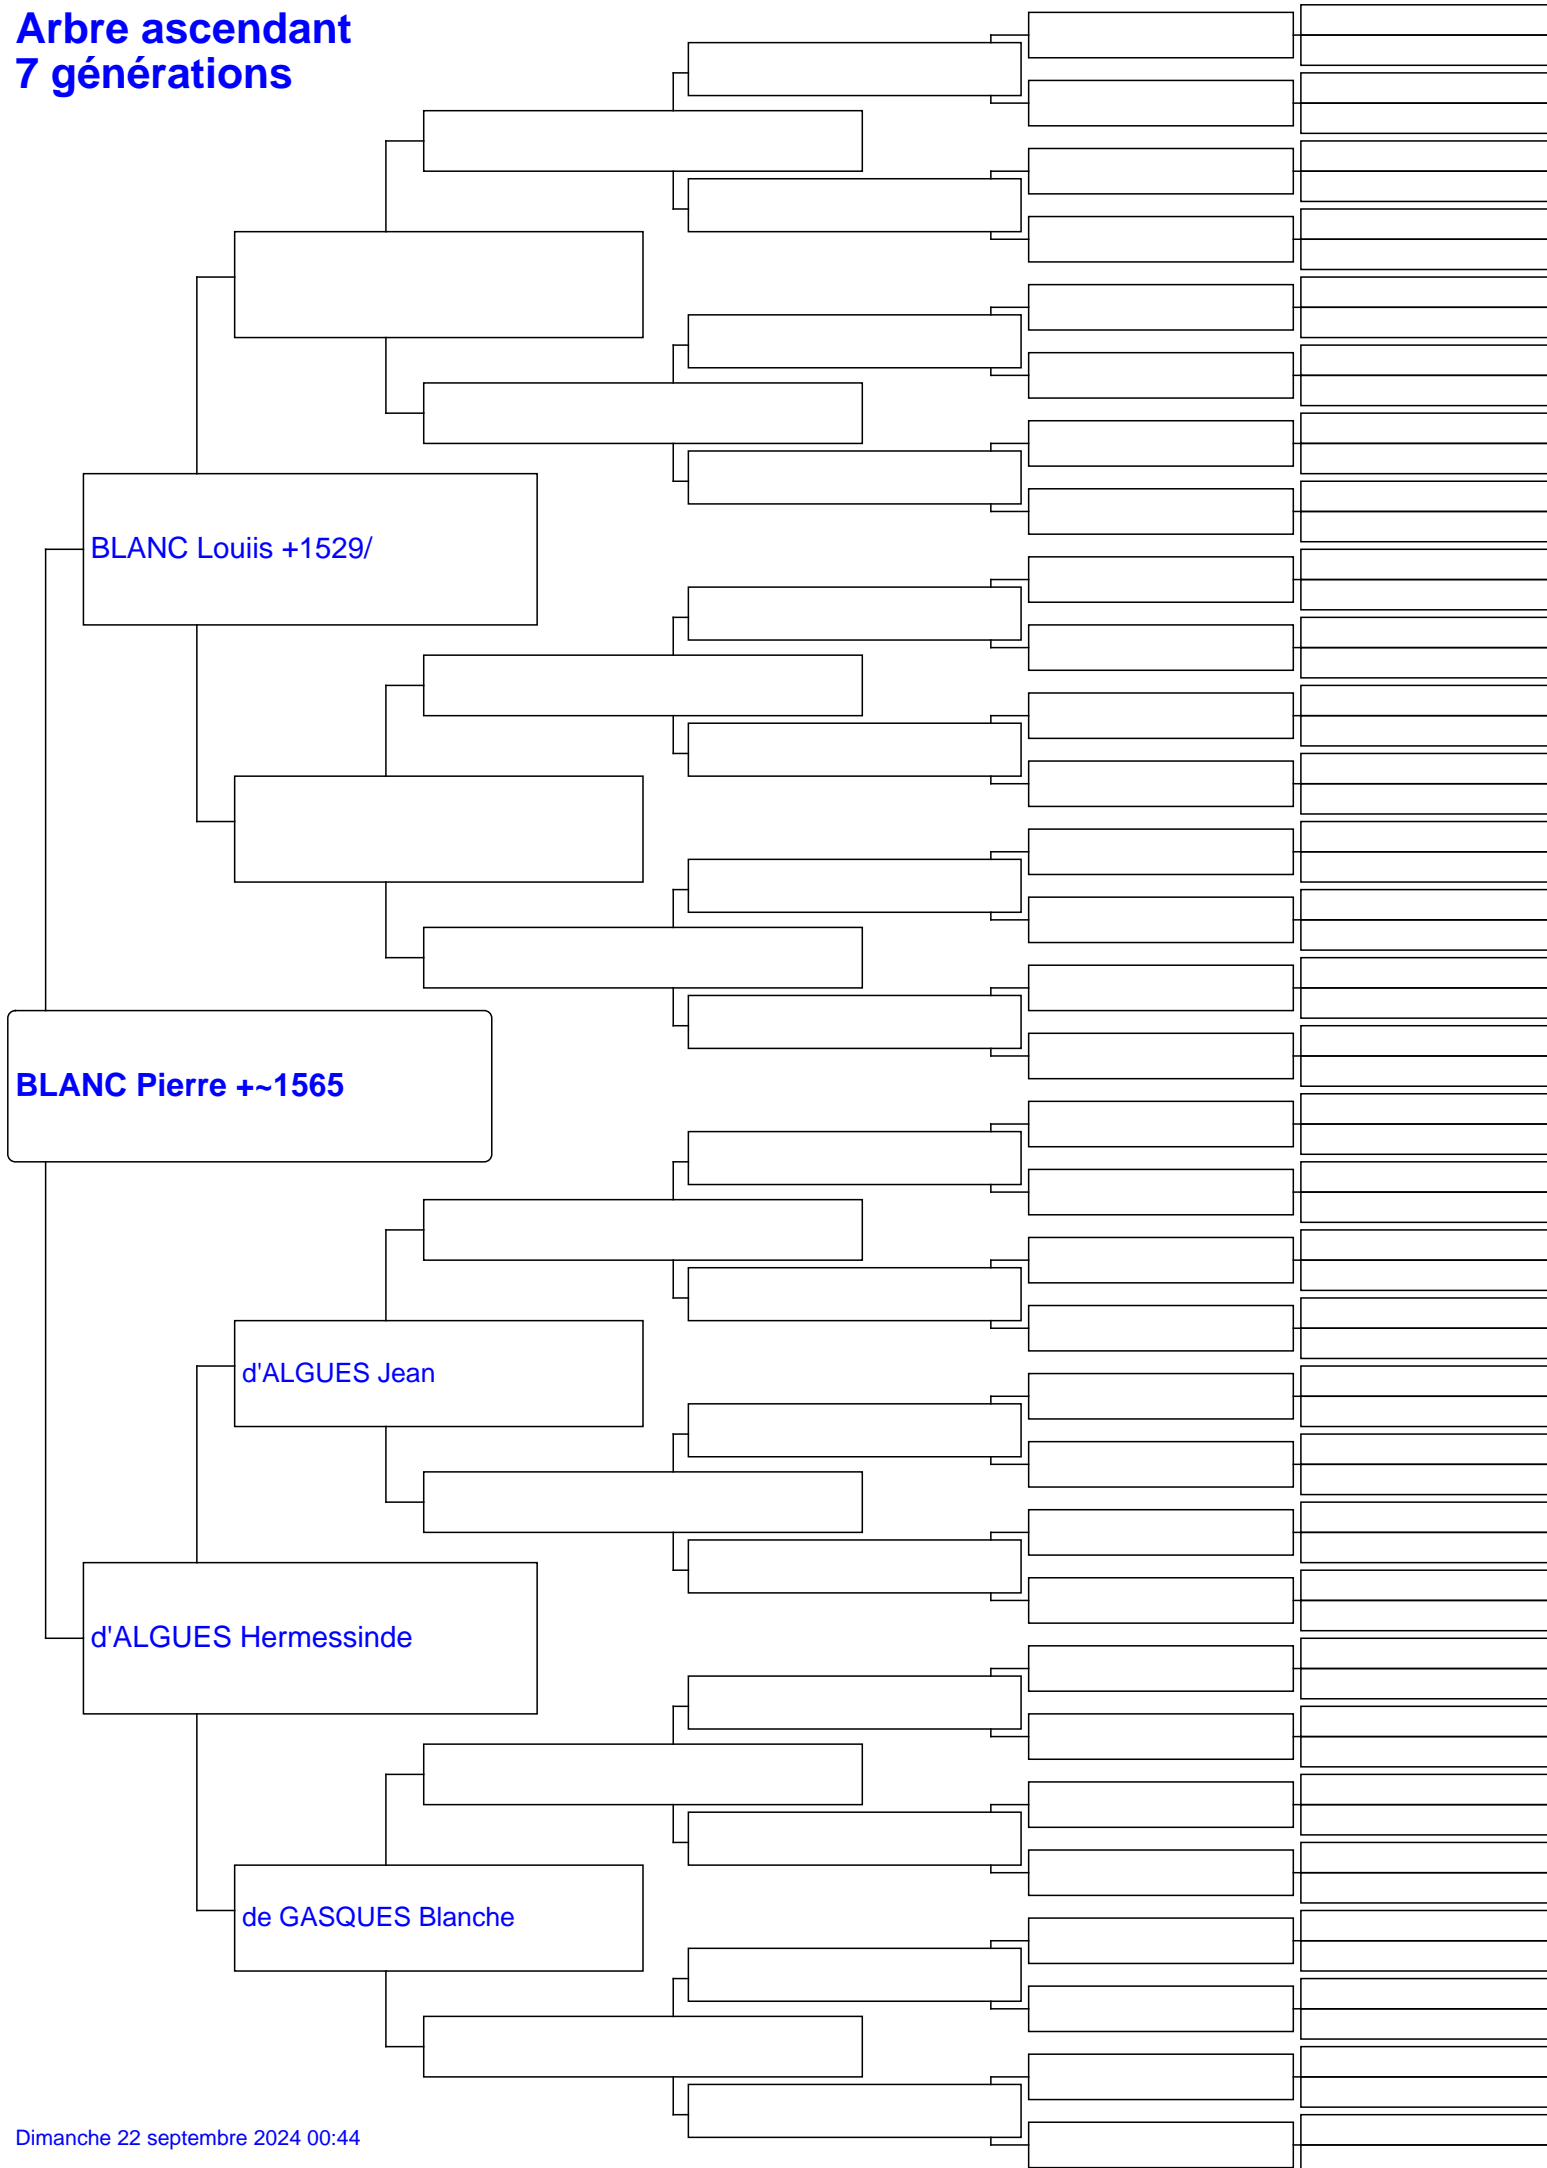 Arbre ascendant
7 générations
BLANC Louiis +1529/
BLANC Pierre +~1565
d'ALGUES Jean
d'ALGUES Hermessinde
de GASQUES Blanche
Dimanche 22 septembre 2024 00:44